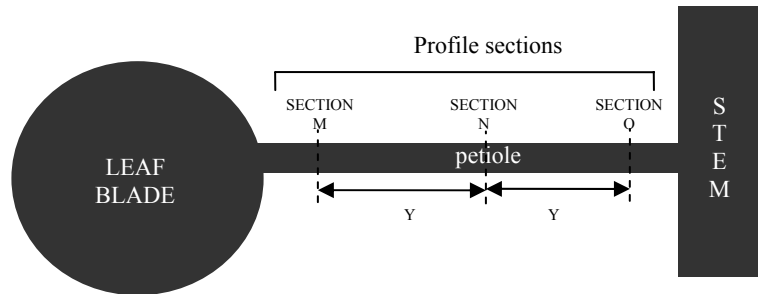 Profile sections
SECTION
M
SECTION
N
SECTION
O
LEAF
BLADE
petiole
S
T
E
M
Y
Y